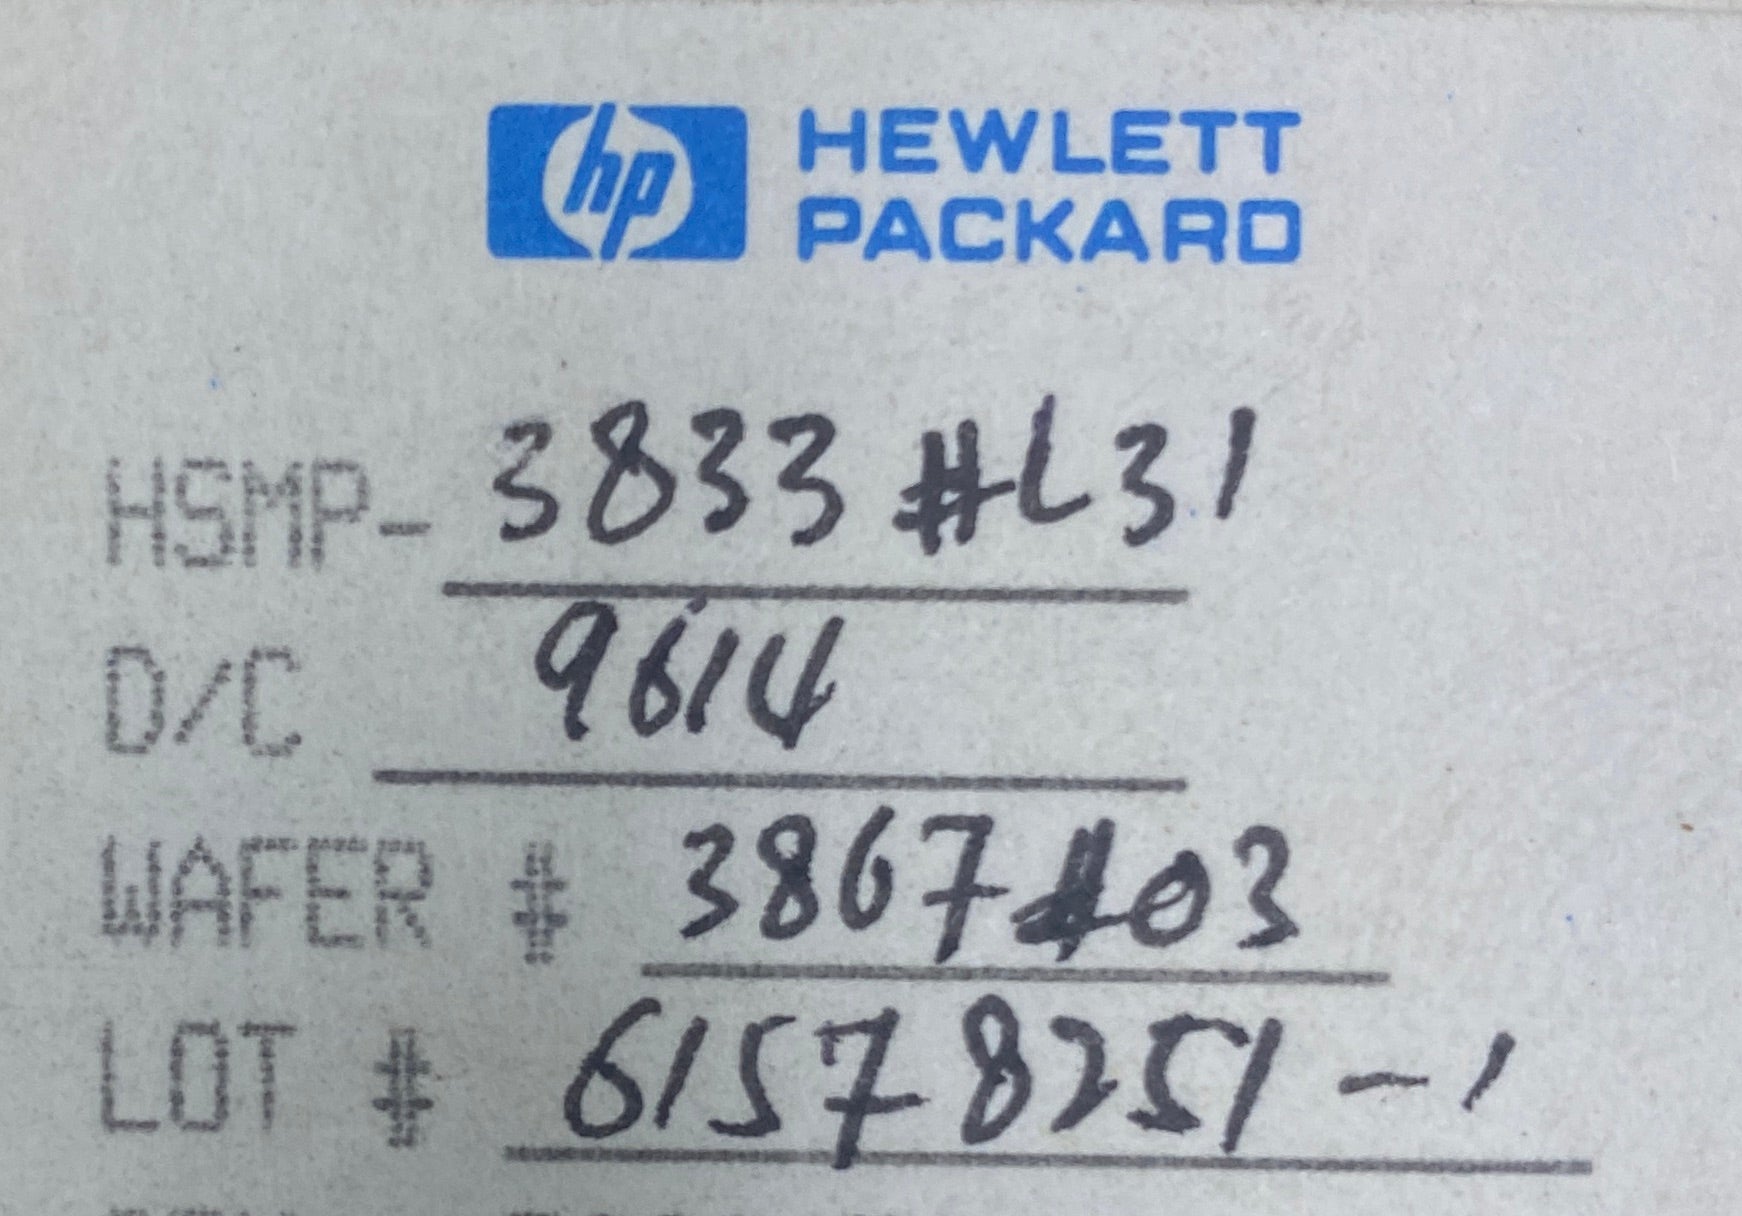 hp HEWLETT
PACKARD
HSMP- 3833 #L31
D/C 9614
WAFER # 3867#03
LOT # 61578251-1